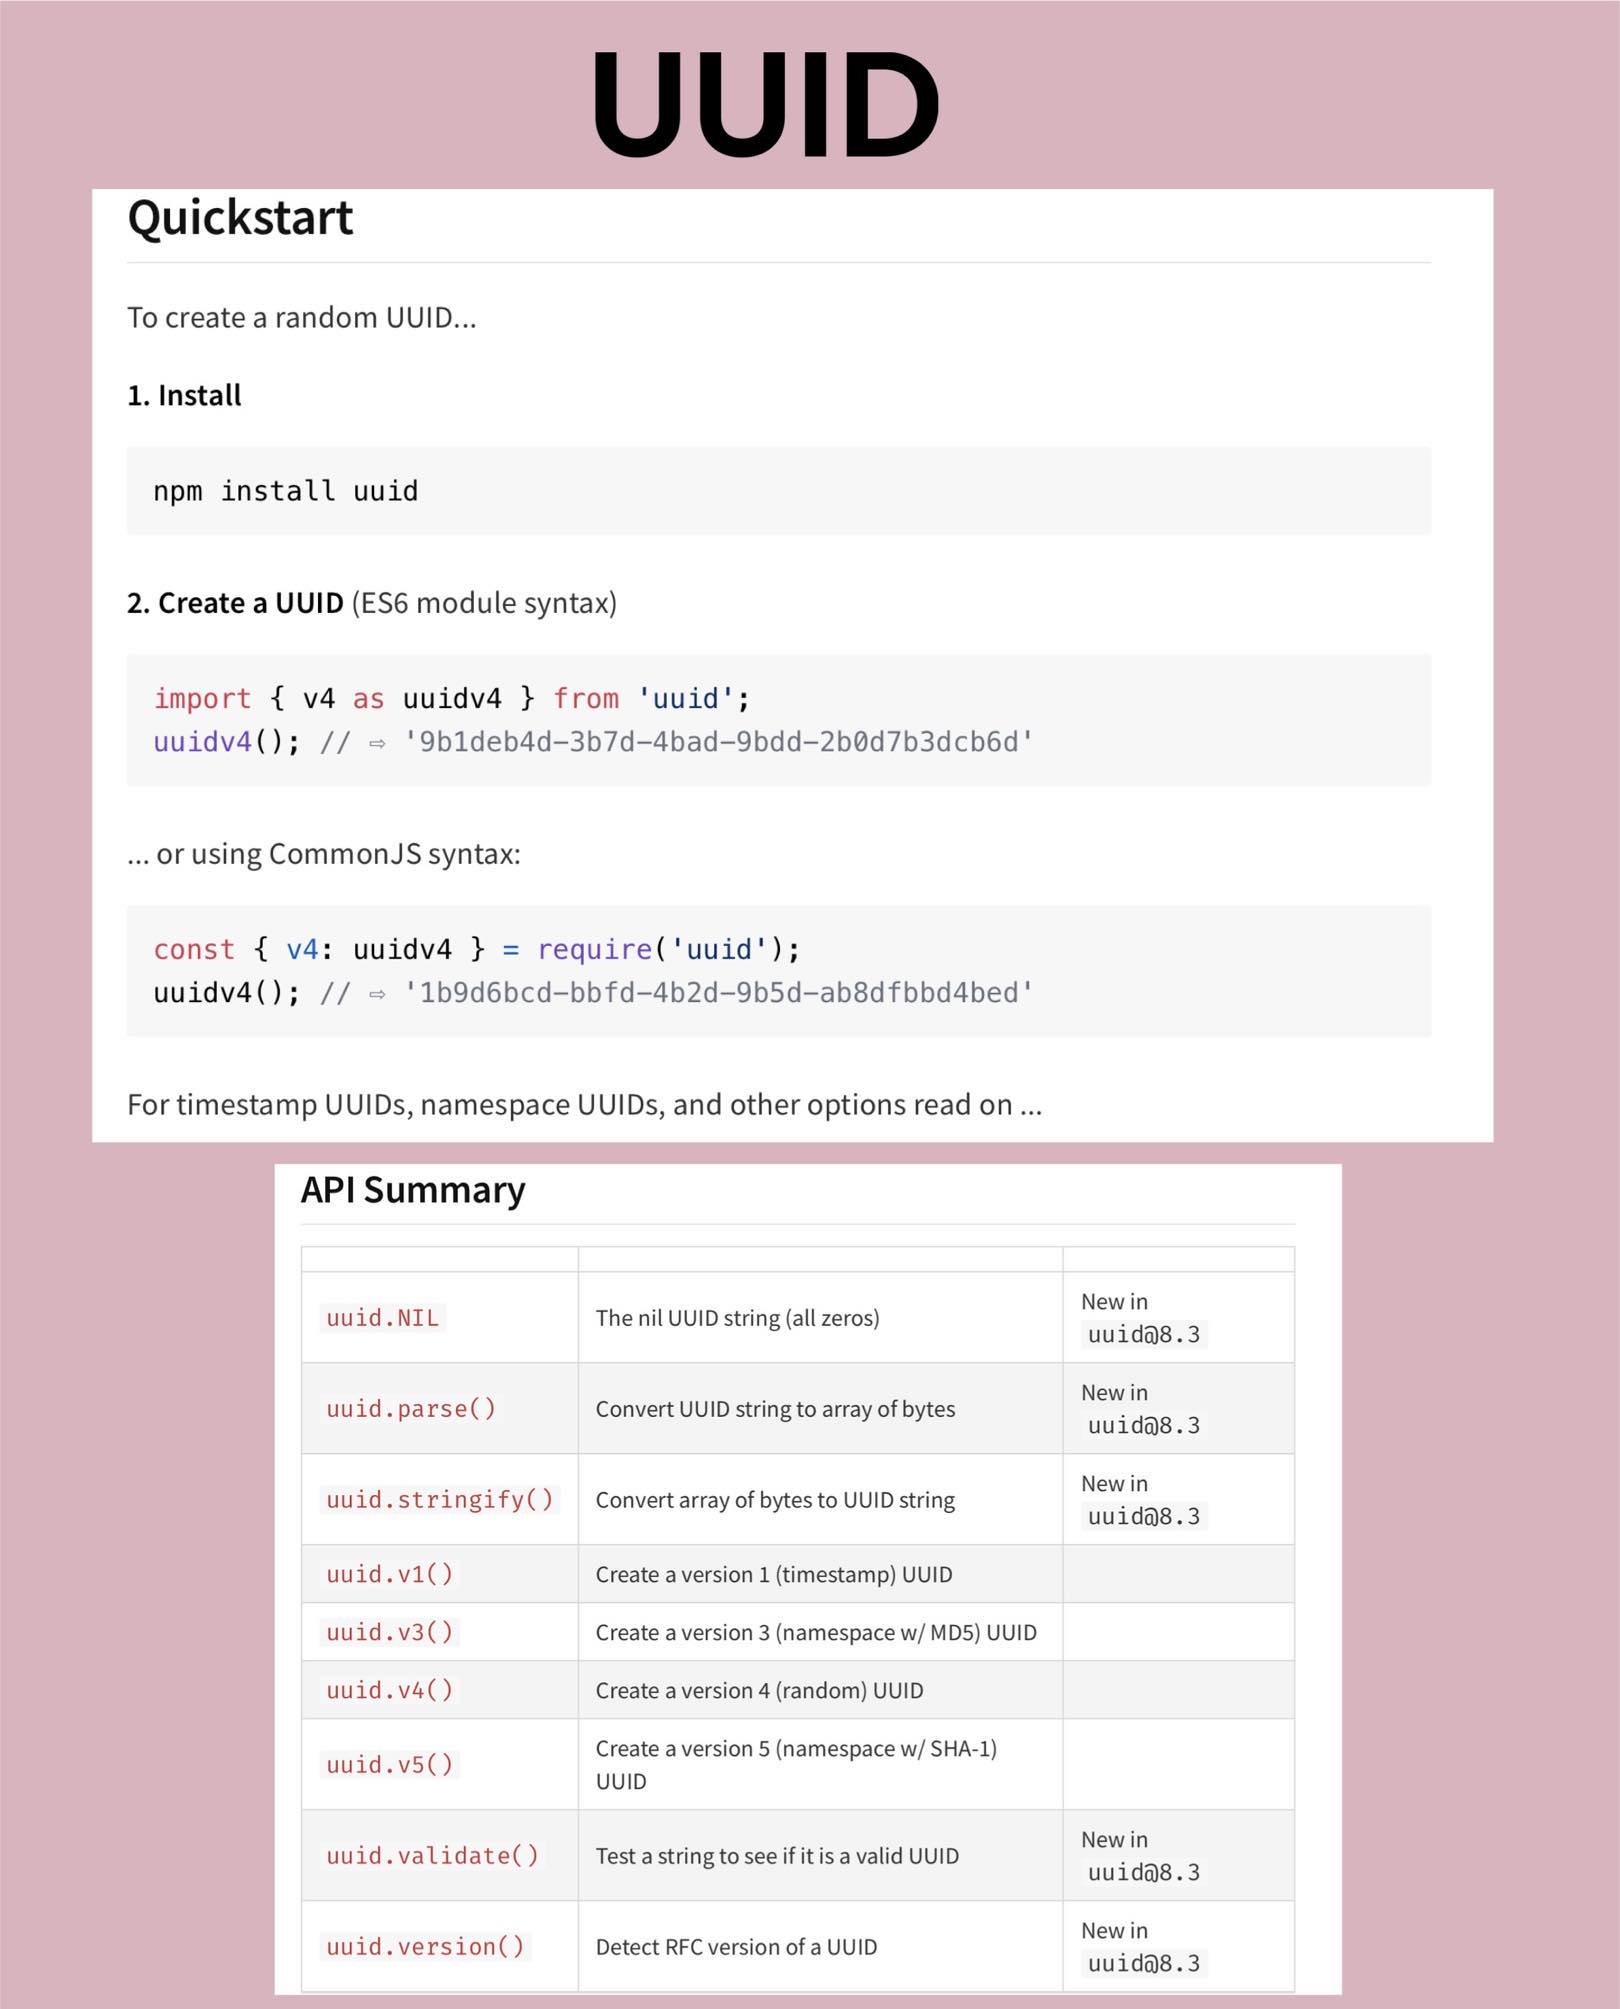 UUID
Quickstart
To create a random UUID...
1. Install
npm install uuid
2. Create a UUID (ES6 module syntax)
import { v4 as uuidv4 } from 'uuid';
uuidv4(); // ⇨ '9b1deb4d-3b7d-4bad-9bdd-2b0d7b3dcb6d'
... or using CommonJS syntax:
const { v4: uuidv4 } = require('uuid');
uuidv4(); // ⇨ '1b9d6bcd-bbfd-4b2d-9b5d-ab8dfbbd4bed'
For timestamp UUIDs, namespace UUIDs, and other options read on ...
API Summary
uuid.NIL The nil UUID string (all zeros) New in
uuid@8.3
uuid.parse() Convert UUID string to array of bytes New in
uuid@8.3
uuid.stringify() Convert array of bytes to UUID string New in
uuid@8.3
uuid.v1() Create a version 1 (timestamp) UUID
uuid.v3() Create a version 3 (namespace w/ MD5) UUID
uuid.v4() Create a version 4 (random) UUID
uuid.v5() Create a version 5 (namespace w/ SHA-1)
UUID
uuid.validate() Test a string to see if it is a valid UUID New in
uuid@8.3
uuid.version() Detect RFC version of a UUID New in
uuid@8.3